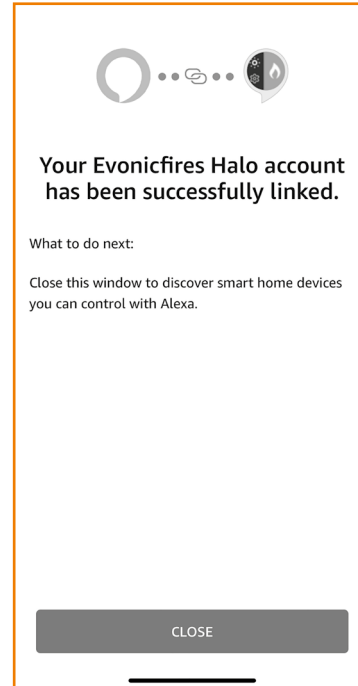 Your Evonicfires Halo account
has been successfully linked.
What to do next:
Close this window to discover smart home devices
you can control with Alexa.
CLOSE